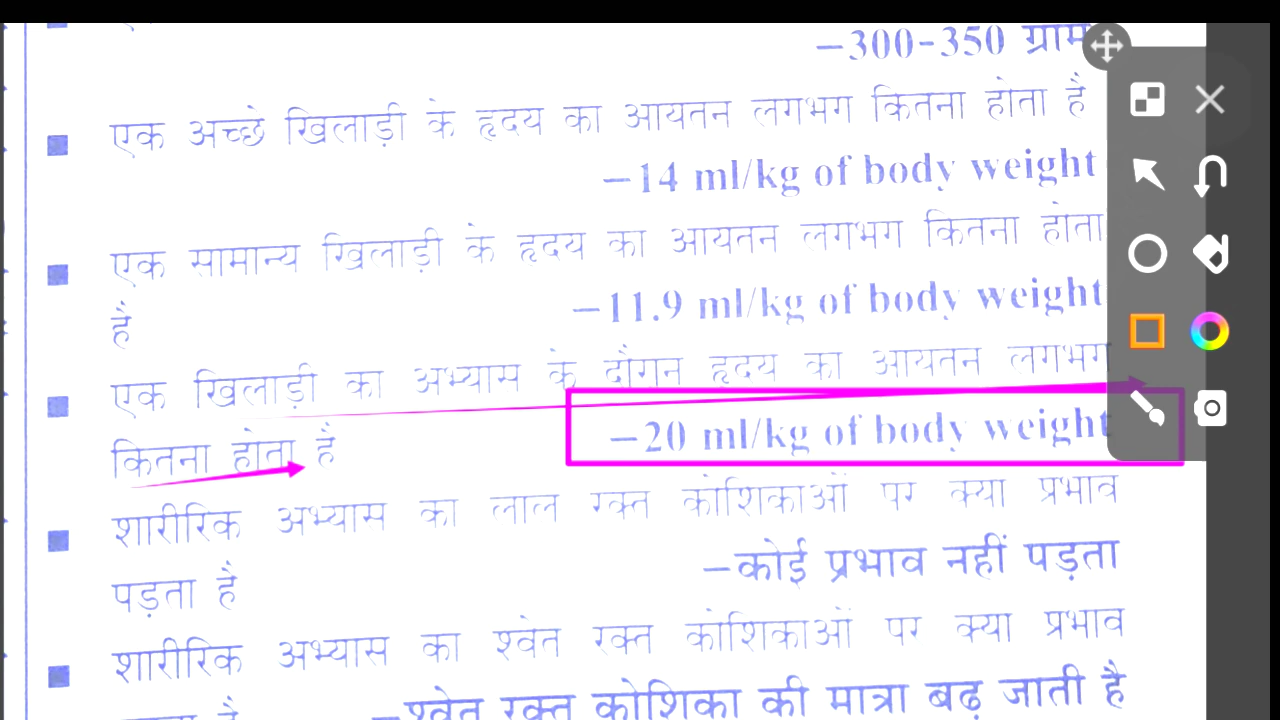 –300-350 ग्राम
एक अच्छे खिलाड़ी के हृदय का आयतन लगभग कितना होता है
–14 ml/kg of body weight
एक सामान्य खिलाड़ी के हृदय का आयतन लगभग कितना होता
है –11.9 ml/kg of body weight
एक खिलाड़ी का अभ्यास के दौरान हृदय का आयतन लगभग
कितना होता है –20 ml/kg of body weight
शारीरिक अभ्यास का लाल रक्त कोशिकाओं पर क्या प्रभाव
पड़ता है –कोई प्रभाव नहीं पड़ता
शारीरिक अभ्यास का श्वेत रक्त कोशिकाओं पर क्या प्रभाव
–श्वेत रक्त कोशिका की मात्रा बढ़ जाती है